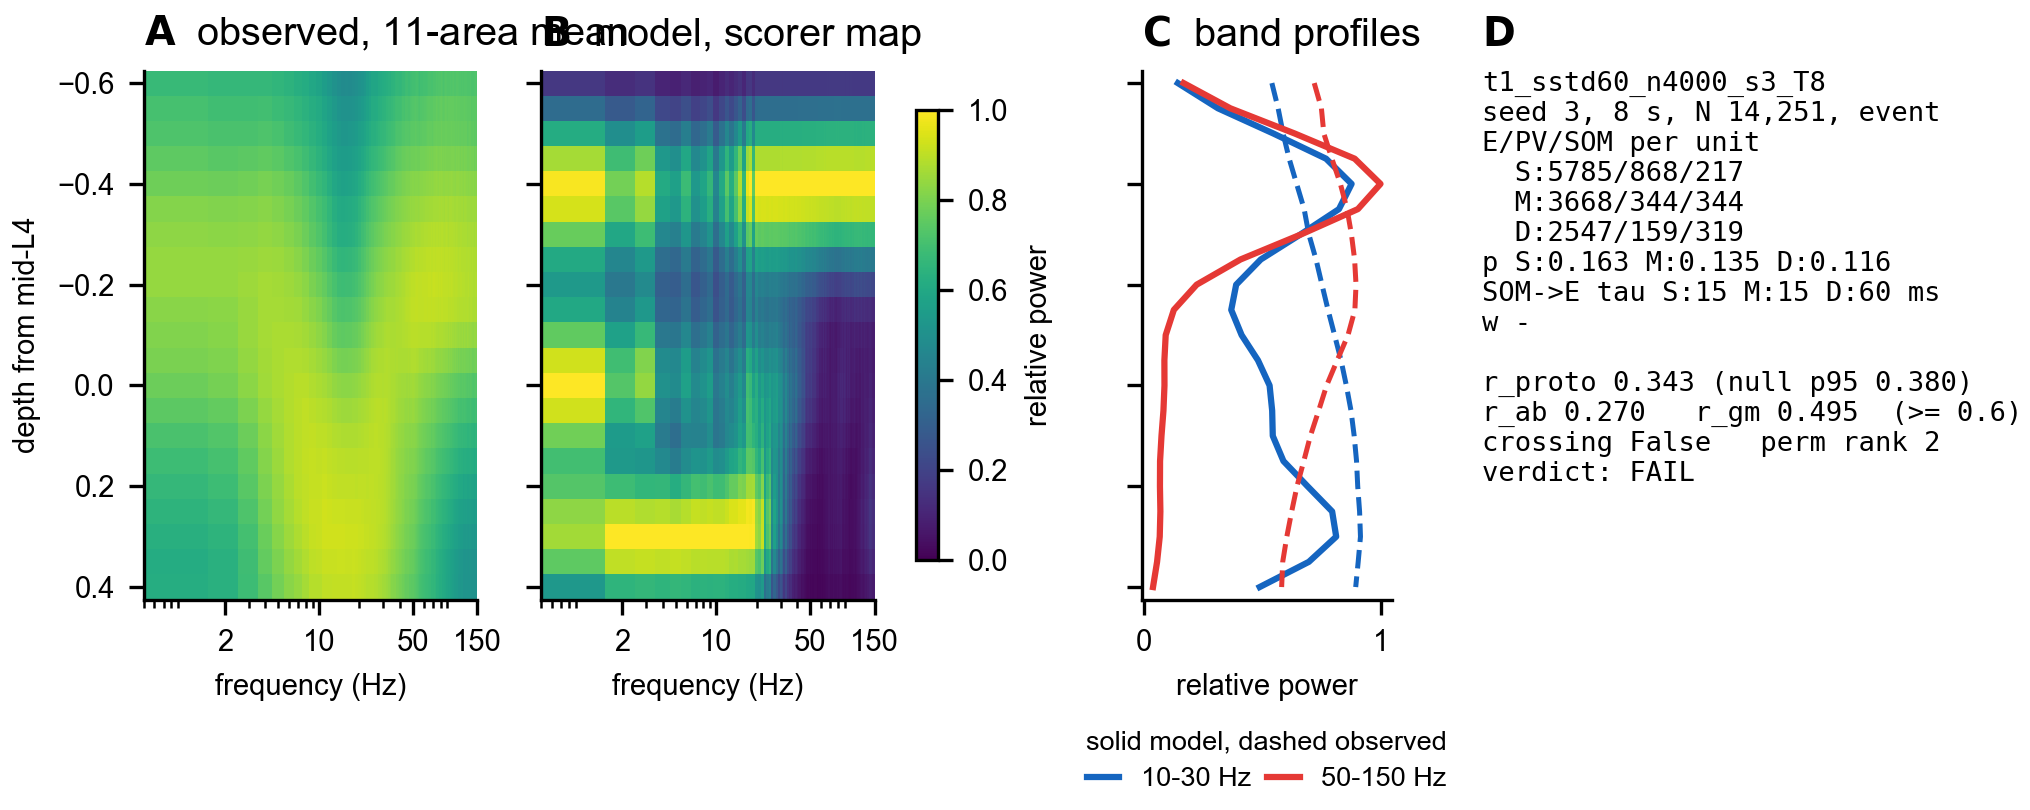 A observed, 11-area mean
B model, scorer map
C band profiles
D
depth from mid-L4
−0.6
−0.4
−0.2
0.0
0.2
0.4
2
10
50
150
frequency (Hz)
2
10
50
150
frequency (Hz)
1.0
0.8
0.6
0.4
0.2
0.0
relative power
0
1
relative power
solid model, dashed observed
10-30 Hz
50-150 Hz
t1_sstd60_n4000_s3_T8
seed 3, 8 s, N 14,251, event
E/PV/SOM per unit
S:5785/868/217
M:3668/344/344
D:2547/159/319
p S:0.163 M:0.135 D:0.116
SOM->E tau S:15 M:15 D:60 ms
w -
r_proto 0.343 (null p95 0.380)
r_ab 0.270   r_gm 0.495  (>= 0.6)
crossing False   perm rank 2
verdict: FAIL